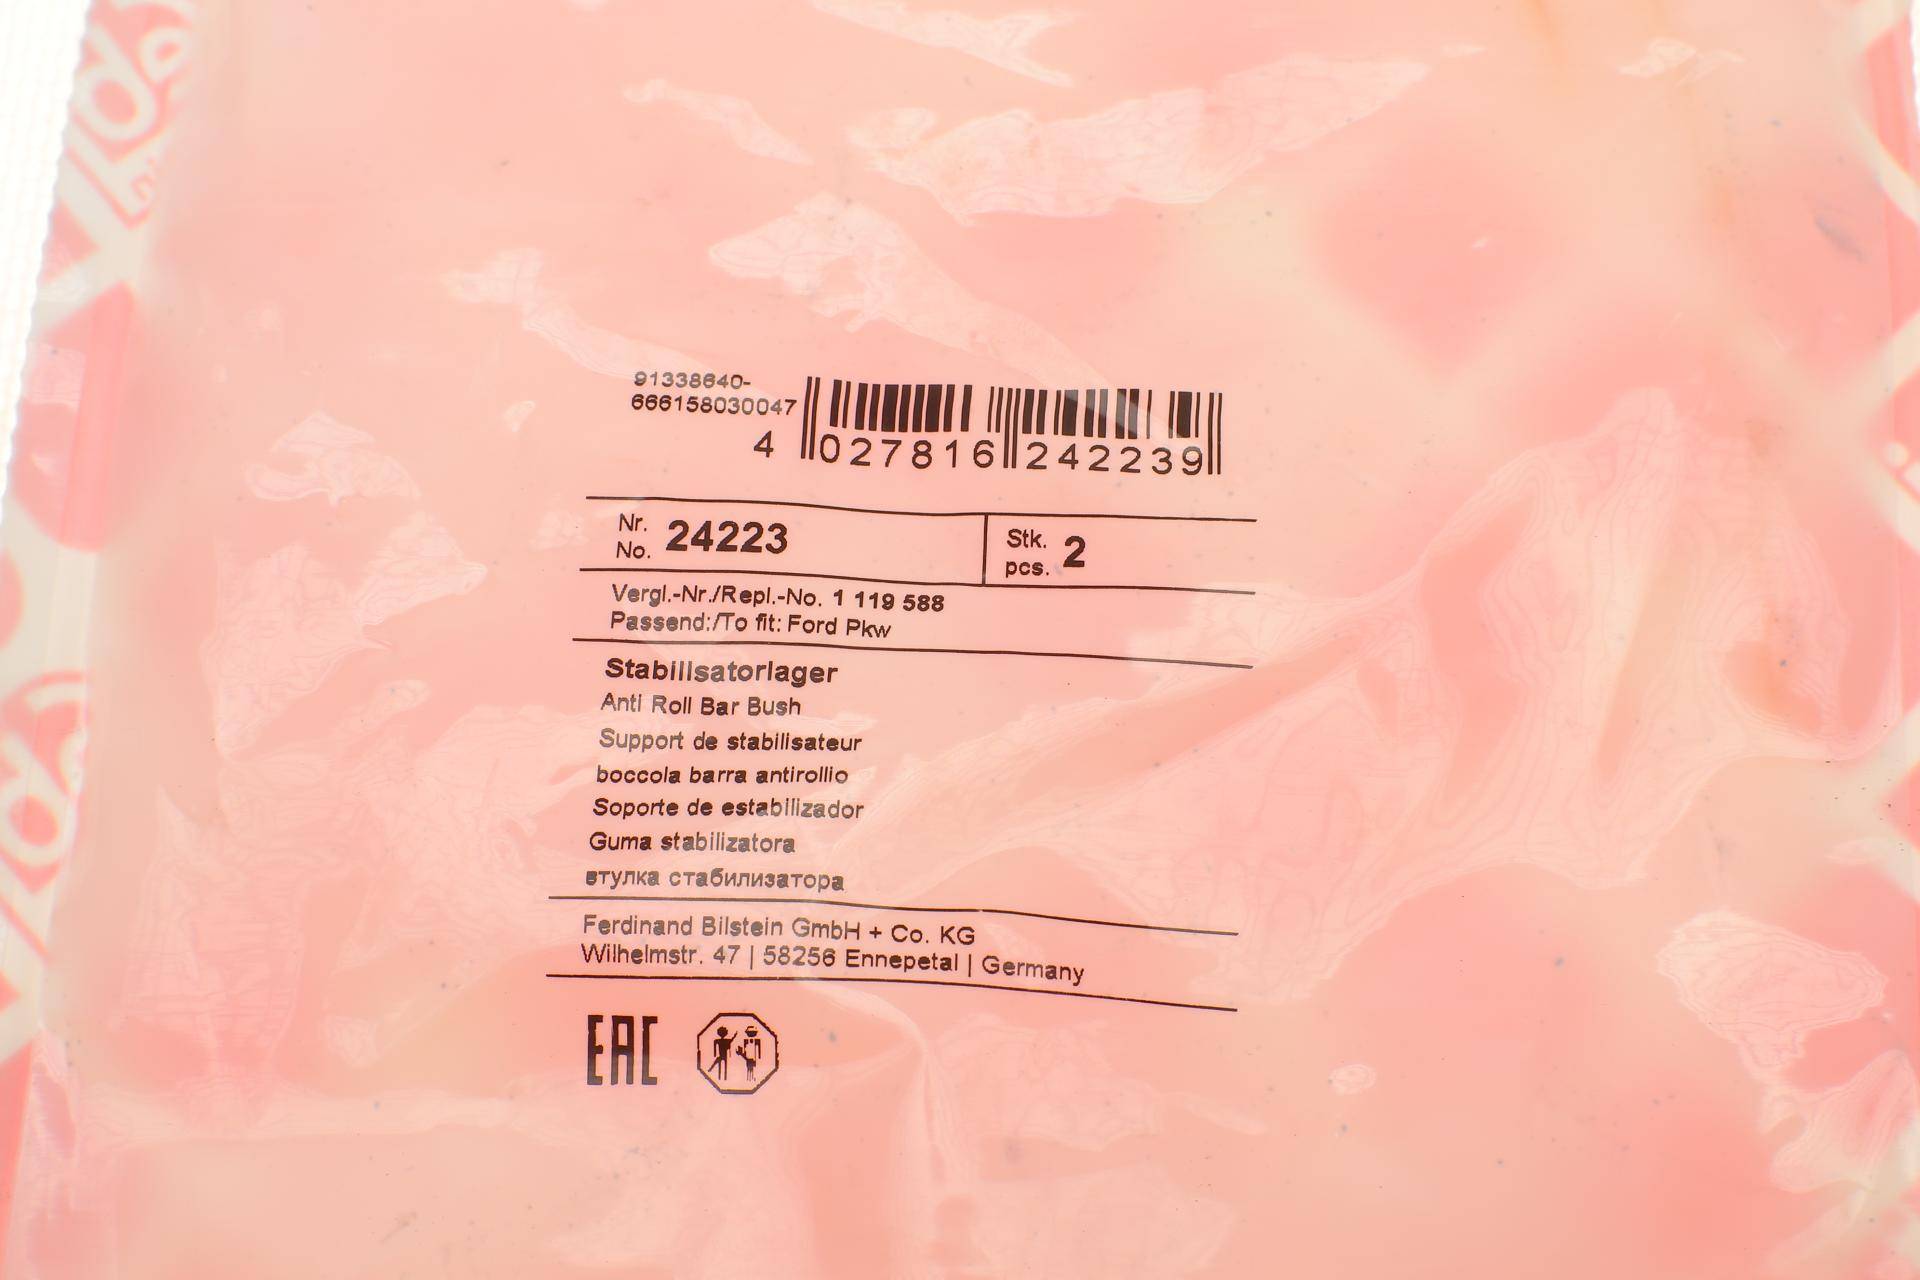 91338640-
666158030047
4 027816 242239
Nr. 24223 Stk. 2
No. pcs.
Vergl.-Nr./Repl.-No. 1 119 588
Passend:/To fit: Ford Pkw
Stabilisatorlager
Anti Roll Bar Bush
Support de stabilisateur
boccola barra antirollio
Soporte de estabilizador
Guma stabilizatora
втулка стабилизатора
Ferdinand Bilstein GmbH + Co. KG
Wilhelmstr. 47 | 58256 Ennepetal | Germany
EAC